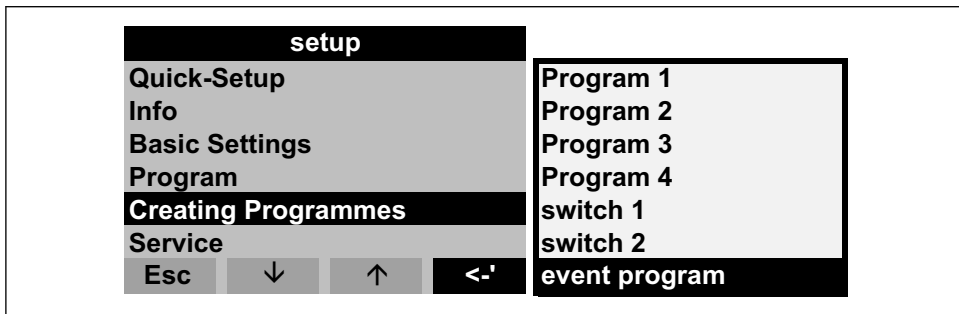 setup
Quick-Setup
Info
Basic Settings
Program
Creating Programmes
Service
Esc ↓ ↑ <-'
Program 1
Program 2
Program 3
Program 4
switch 1
switch 2
event program